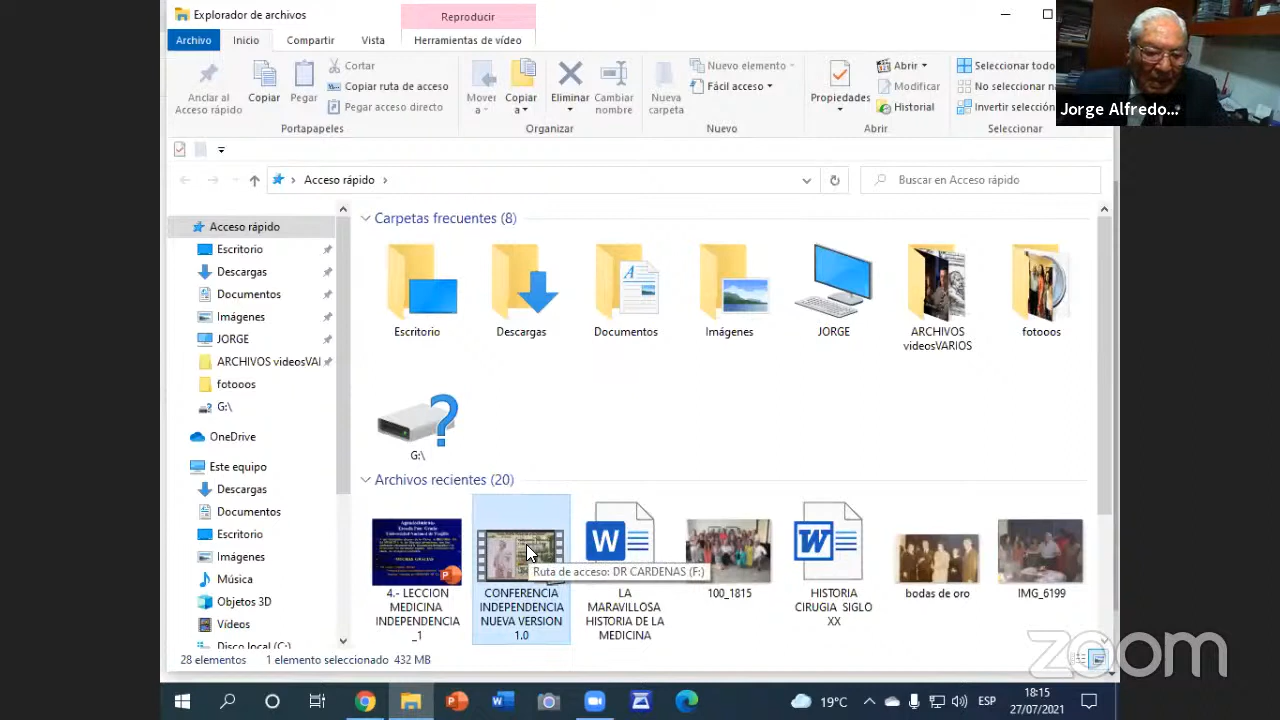 Explorador de archivos
Reproducir
Archivo
Inicio
Compartir
Vista
Herramientas de vídeo
Anclar al
Acceso rápido
Copiar
Pegar
Cortar
Copiar ruta de acceso
Pegar acceso directo
Portapapeles
Mover
a
Copiar
a
Eliminar
Cambiar
nombre
Organizar
Nueva
carpeta
Nuevo elemento
Fácil acceso
Nuevo
Propiedades
Abrir
Modificar
Historial
Abrir
Seleccionar todo
No seleccionar n
Invertir selección
Seleccionar
Jorge Alfredo...
Acceso rápido
Buscar en Acceso rápido
Acceso rápido
Escritorio
Descargas
Documentos
Imágenes
JORGE
ARCHIVOS videosVAI
fotooos
G:\
OneDrive
Este equipo
Descargas
Documentos
Escritorio
Imágenes
Música
Objetos 3D
Vídeos
Disco local (C:)
Carpetas frecuentes (8)
Escritorio
Descargas
Documentos
Imágenes
JORGE
ARCHIVOS
videosVARIOS
fotooos
G:\
Archivos recientes (20)
4.- LECCION
MEDICINA
INDEPENDENCIA
_1
CONFERENCIA
INDEPENDENCIA
NUEVA VERSION
1.0
Ruta de acceso: DR CARDENAS (F:)
LA
MARAVILLOSA
HISTORIA DE LA
MEDICINA
100_1815
HISTORIA
CIRUGIA SIGLO
XX
bodas de oro
IMG_6199
28 elementos
1 elemento seleccionado
432 MB
zoom
19°C
ESP
18:15
27/07/2021